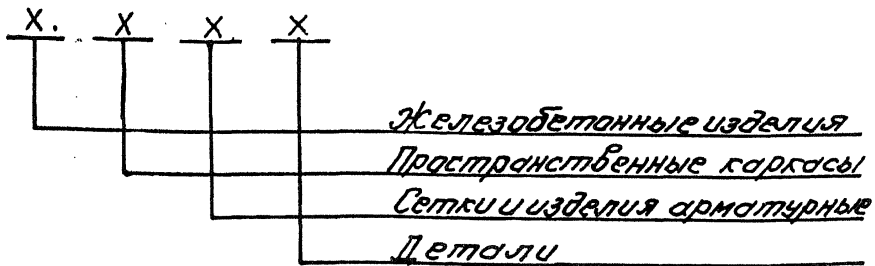 X. X X X
Железобетонные изделия
Пространственные каркасы
Сетки и изделия арматурные
Детали